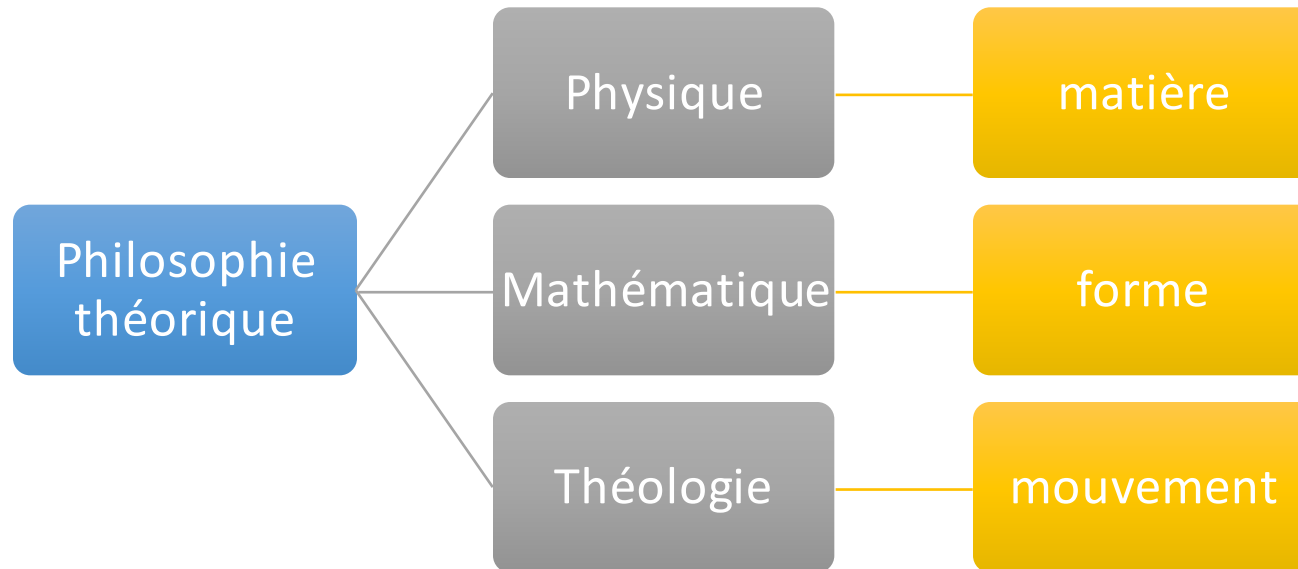 Philosophie
théorique
Physique
matière
Mathématique
forme
Théologie
mouvement